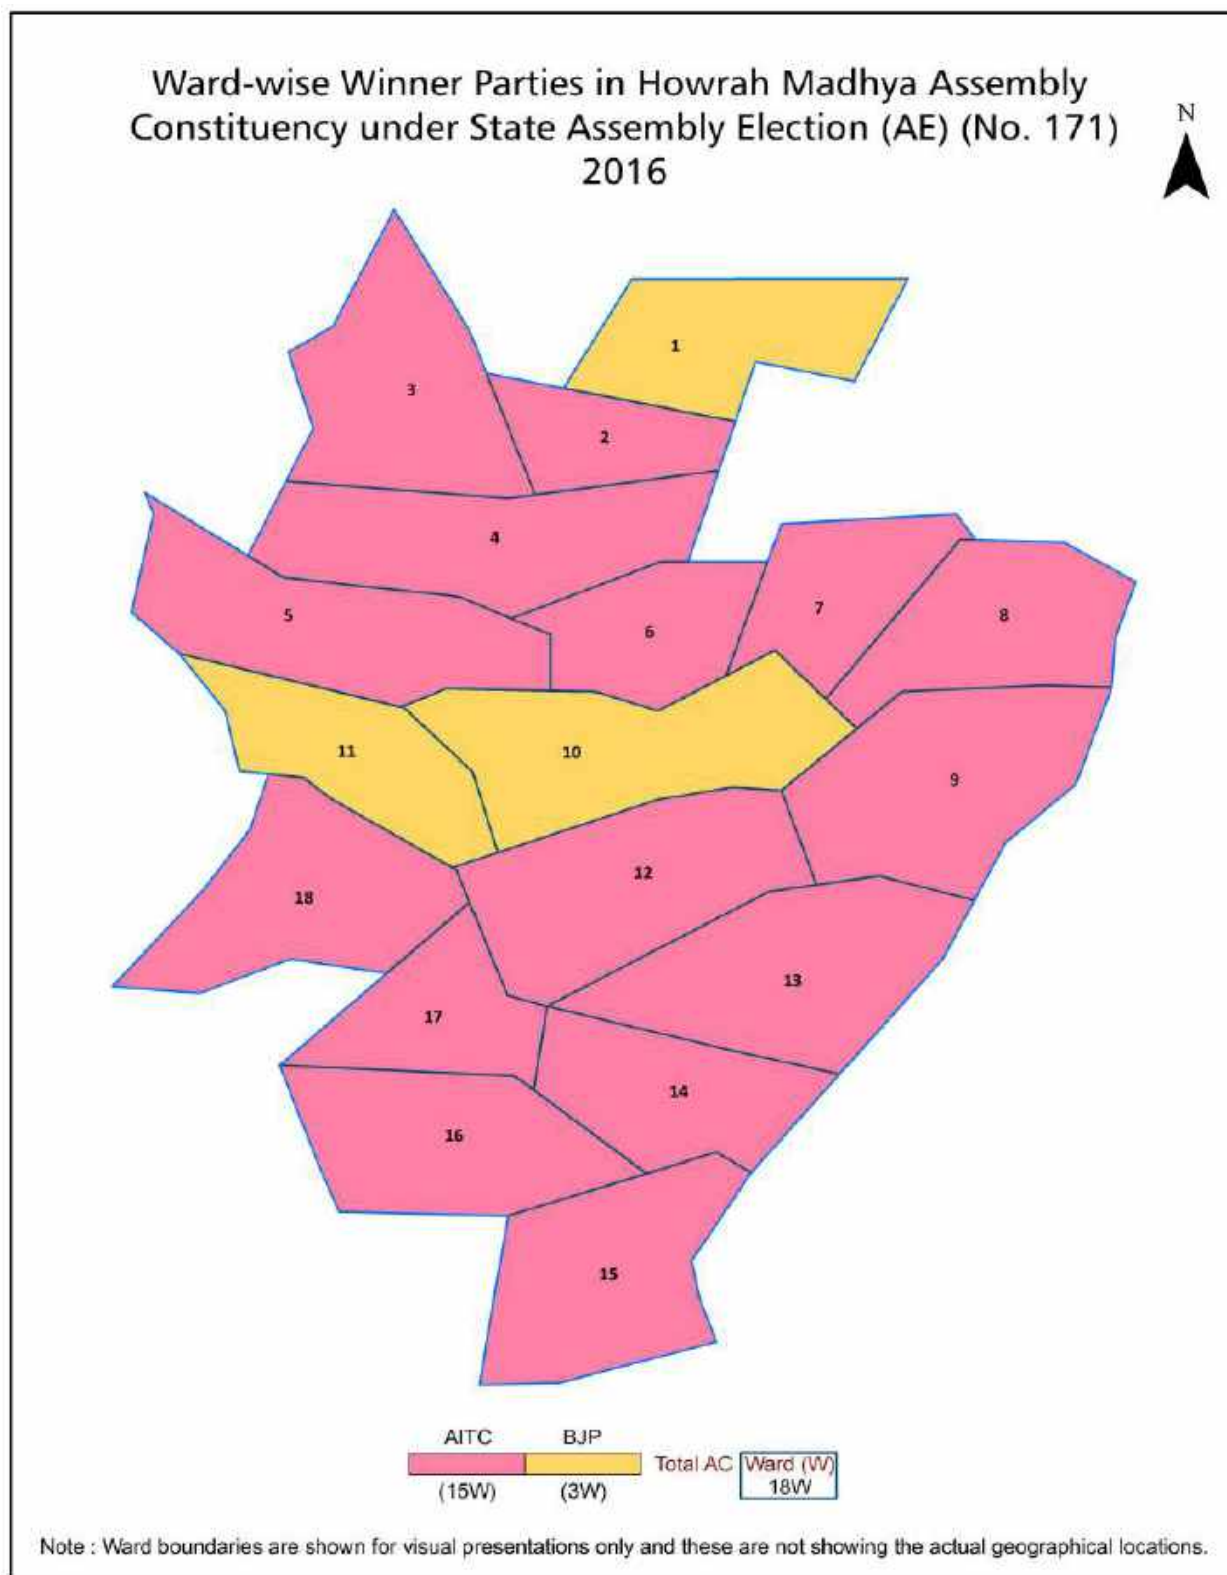 Ward-wise Winner Parties in Howrah Madhya Assembly
Constituency under State Assembly Election (AE) (No. 171)
2016
N
1
3
2
4
7
8
5
6
11
10
9
12
18
13
17
14
16
15
AITC BJP
Total AC Ward (W)
(15W) (3W) 18W
Note : Ward boundaries are shown for visual presentations only and these are not showing the actual geographical locations.